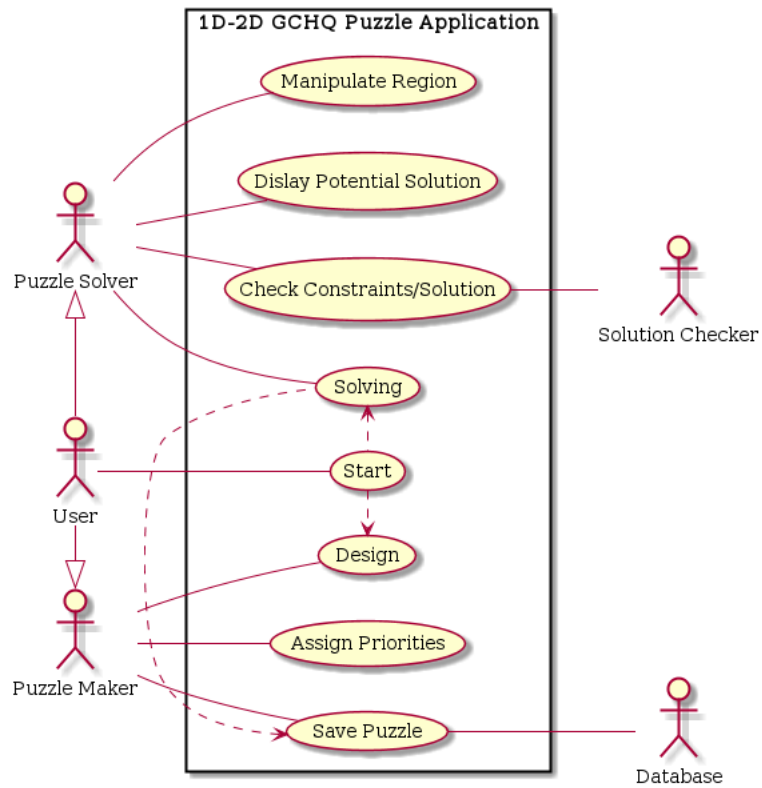 1D-2D GCHQ Puzzle Application
Manipulate Region
Dislay Potential Solution
Puzzle Solver
Check Constraints/Solution
Solution Checker
Solving
Start
User
Design
Assign Priorities
Puzzle Maker
Save Puzzle
Database